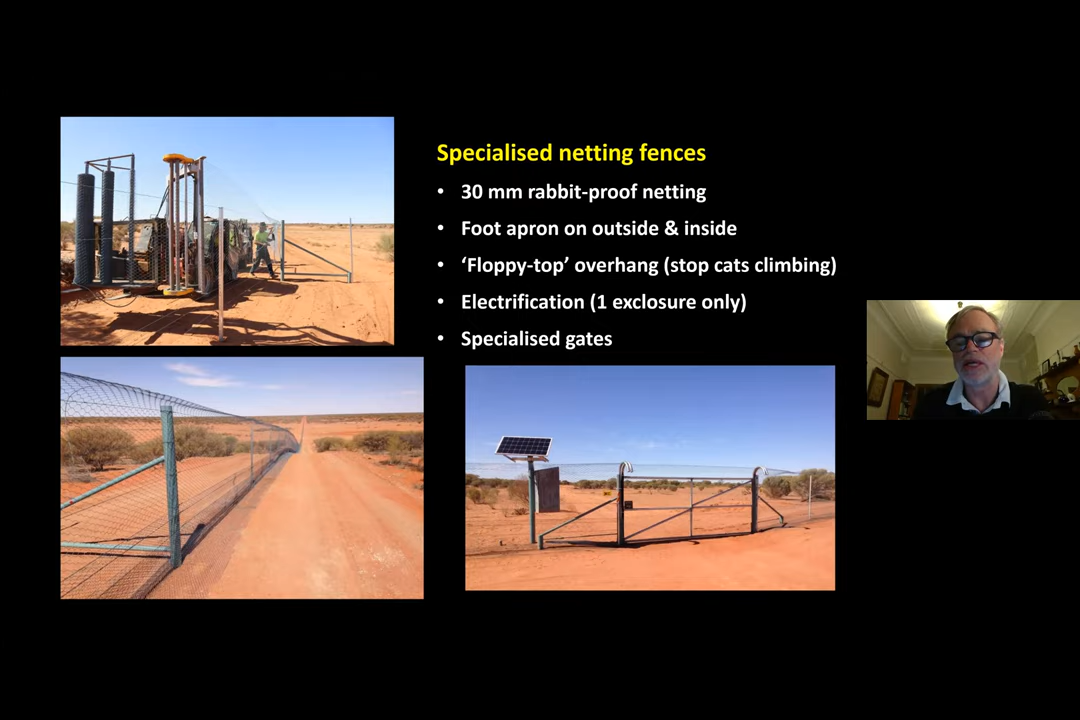 Specialised netting fences
• 30 mm rabbit-proof netting
• Foot apron on outside & inside
• ‘Floppy-top’ overhang (stop cats climbing)
• Electrification (1 exclosure only)
• Specialised gates